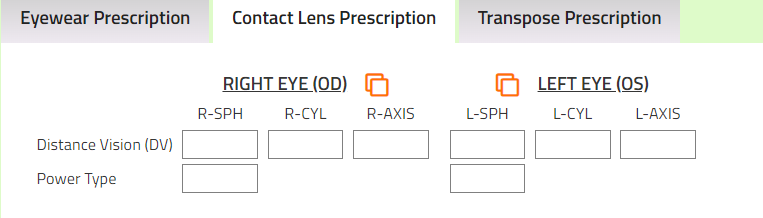 Eyewear Prescription Contact Lens Prescription Transpose Prescription
RIGHT EYE (OD) LEFT EYE (OS)
R-SPH R-CYL R-AXIS L-SPH L-CYL L-AXIS
Distance Vision (DV)
Power Type